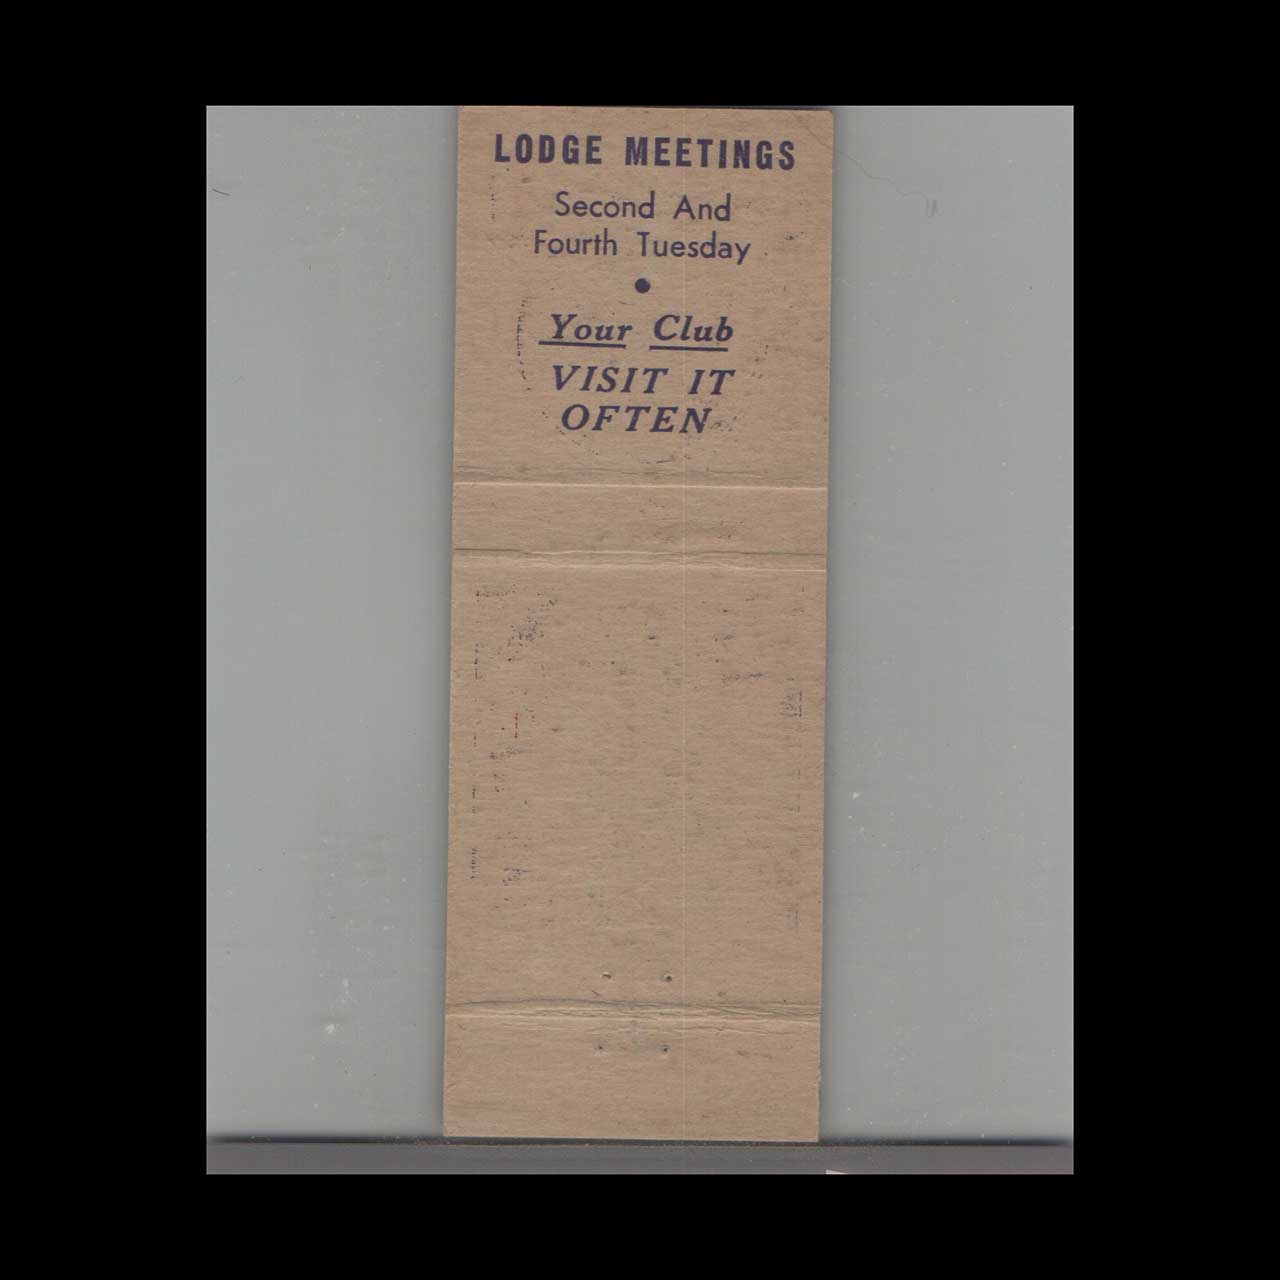 LODGE MEETINGS
Second And
Fourth Tuesday
Your Club
VISIT IT
OFTEN